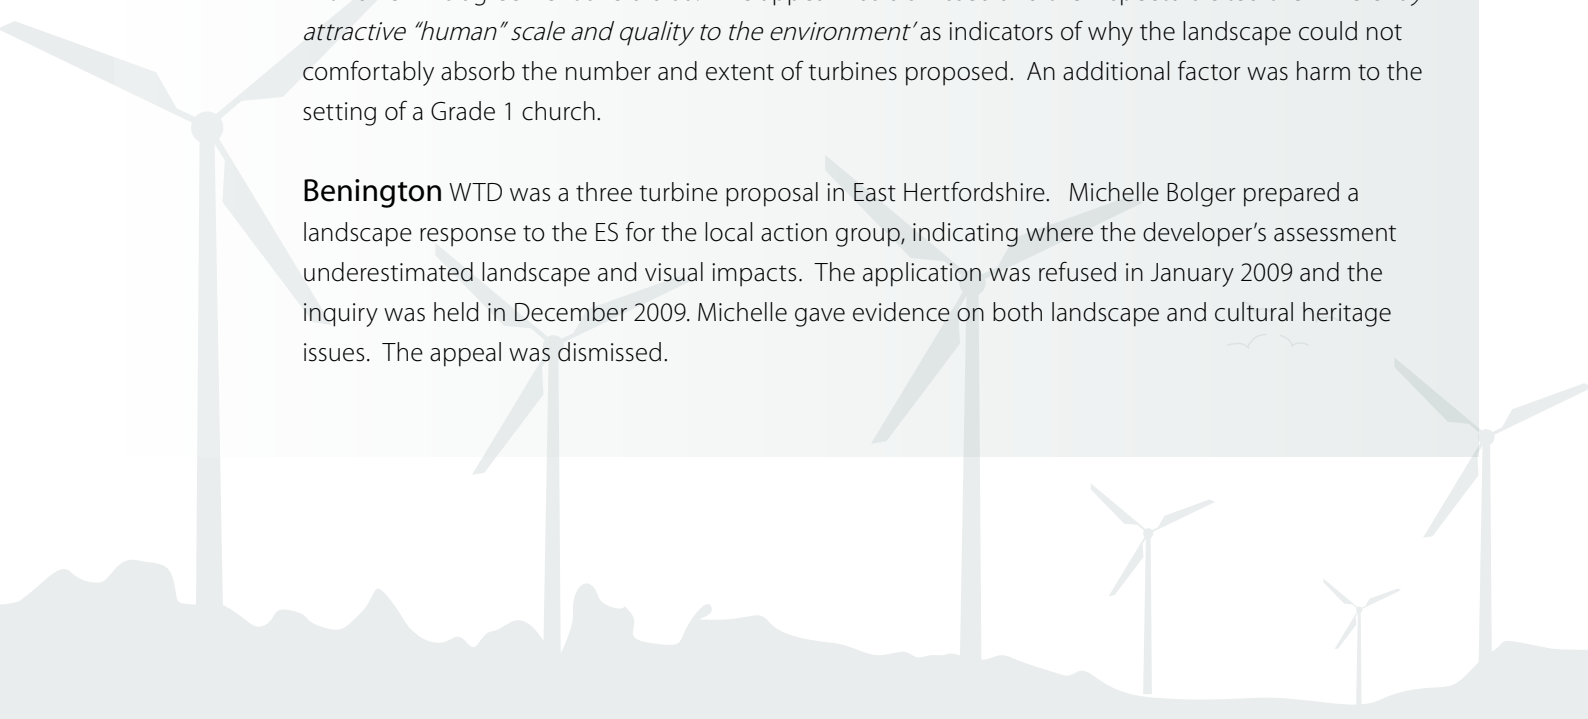 attractive “human” scale and quality to the environment’ as indicators of why the landscape could not
comfortably absorb the number and extent of turbines proposed.  An additional factor was harm to the
setting of a Grade 1 church.
Benington WTD was a three turbine proposal in East Hertfordshire.   Michelle Bolger prepared a
landscape response to the ES for the local action group, indicating where the developer’s assessment
underestimated landscape and visual impacts.  The application was refused in January 2009 and the
inquiry was held in December 2009. Michelle gave evidence on both landscape and cultural heritage
issues.  The appeal was dismissed.